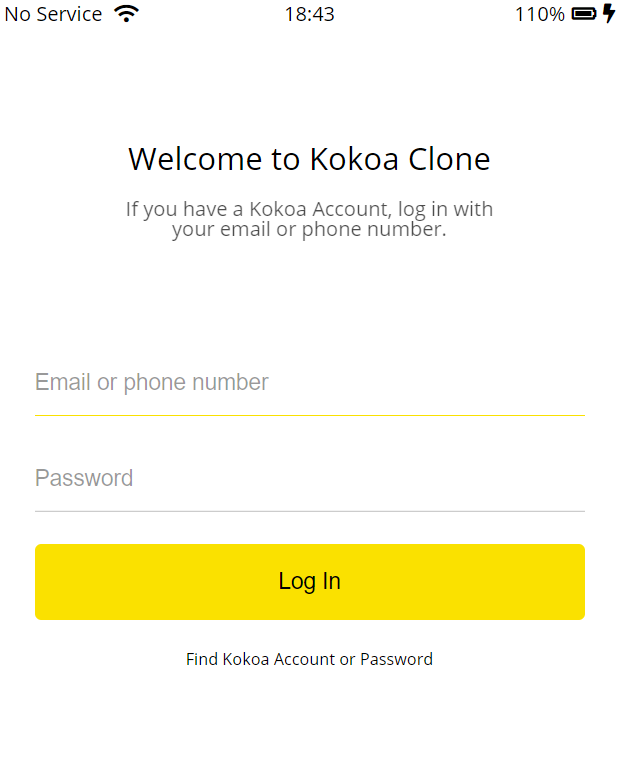 No Service 18:43 110%
Welcome to Kokoa Clone
If you have a Kokoa Account, log in with
your email or phone number.
Email or phone number
Password
Log In
Find Kokoa Account or Password